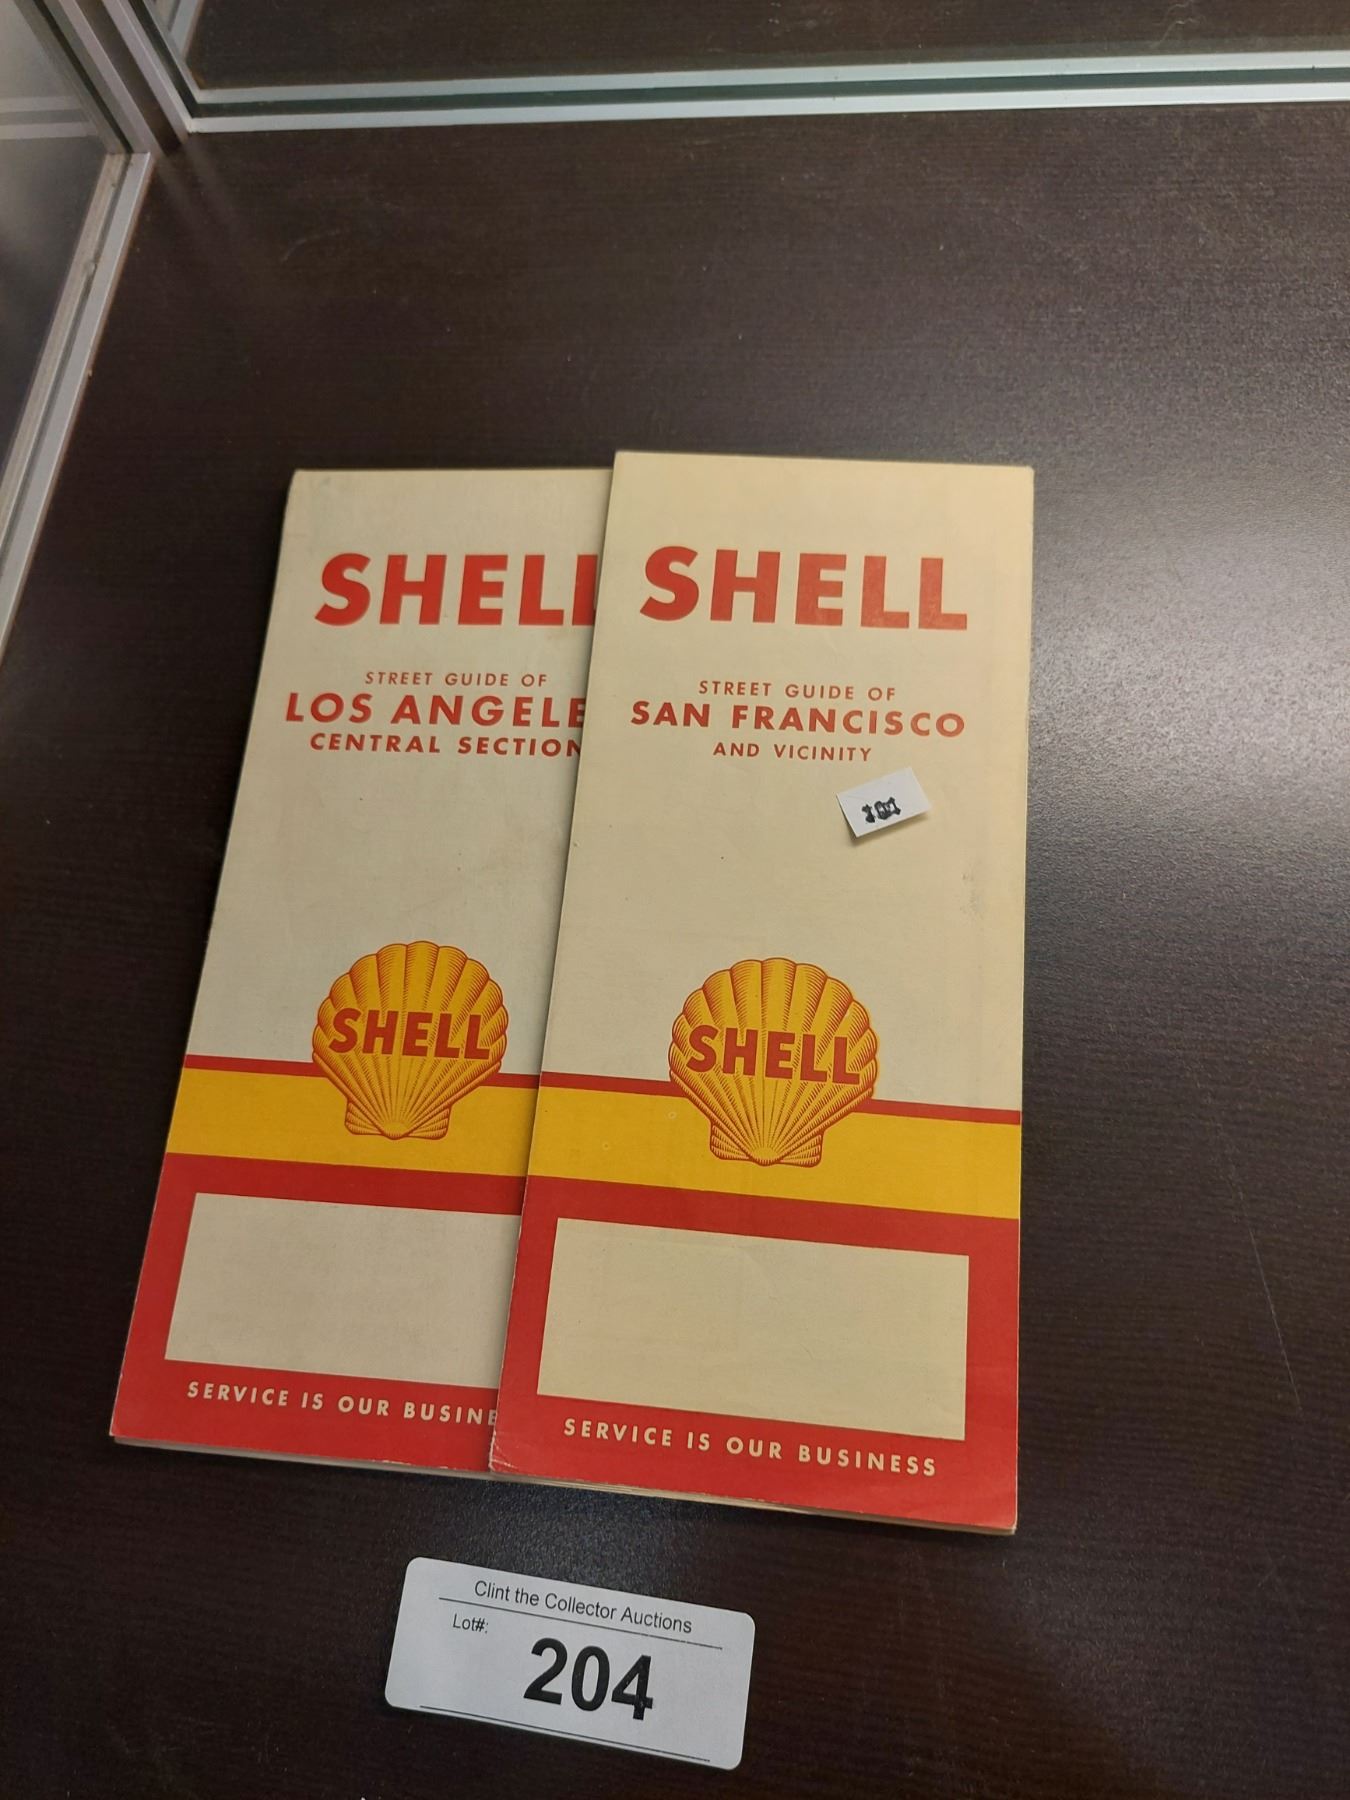 SHELL
STREET GUIDE OF
LOS ANGELE
CENTRAL SECTION
SHELL
SERVICE IS OUR BUSINE
SHELL
STREET GUIDE OF
SAN FRANCISCO
AND VICINITY
SHELL
SERVICE IS OUR BUSINESS
Clint the Collector Auctions
Lot#:
204